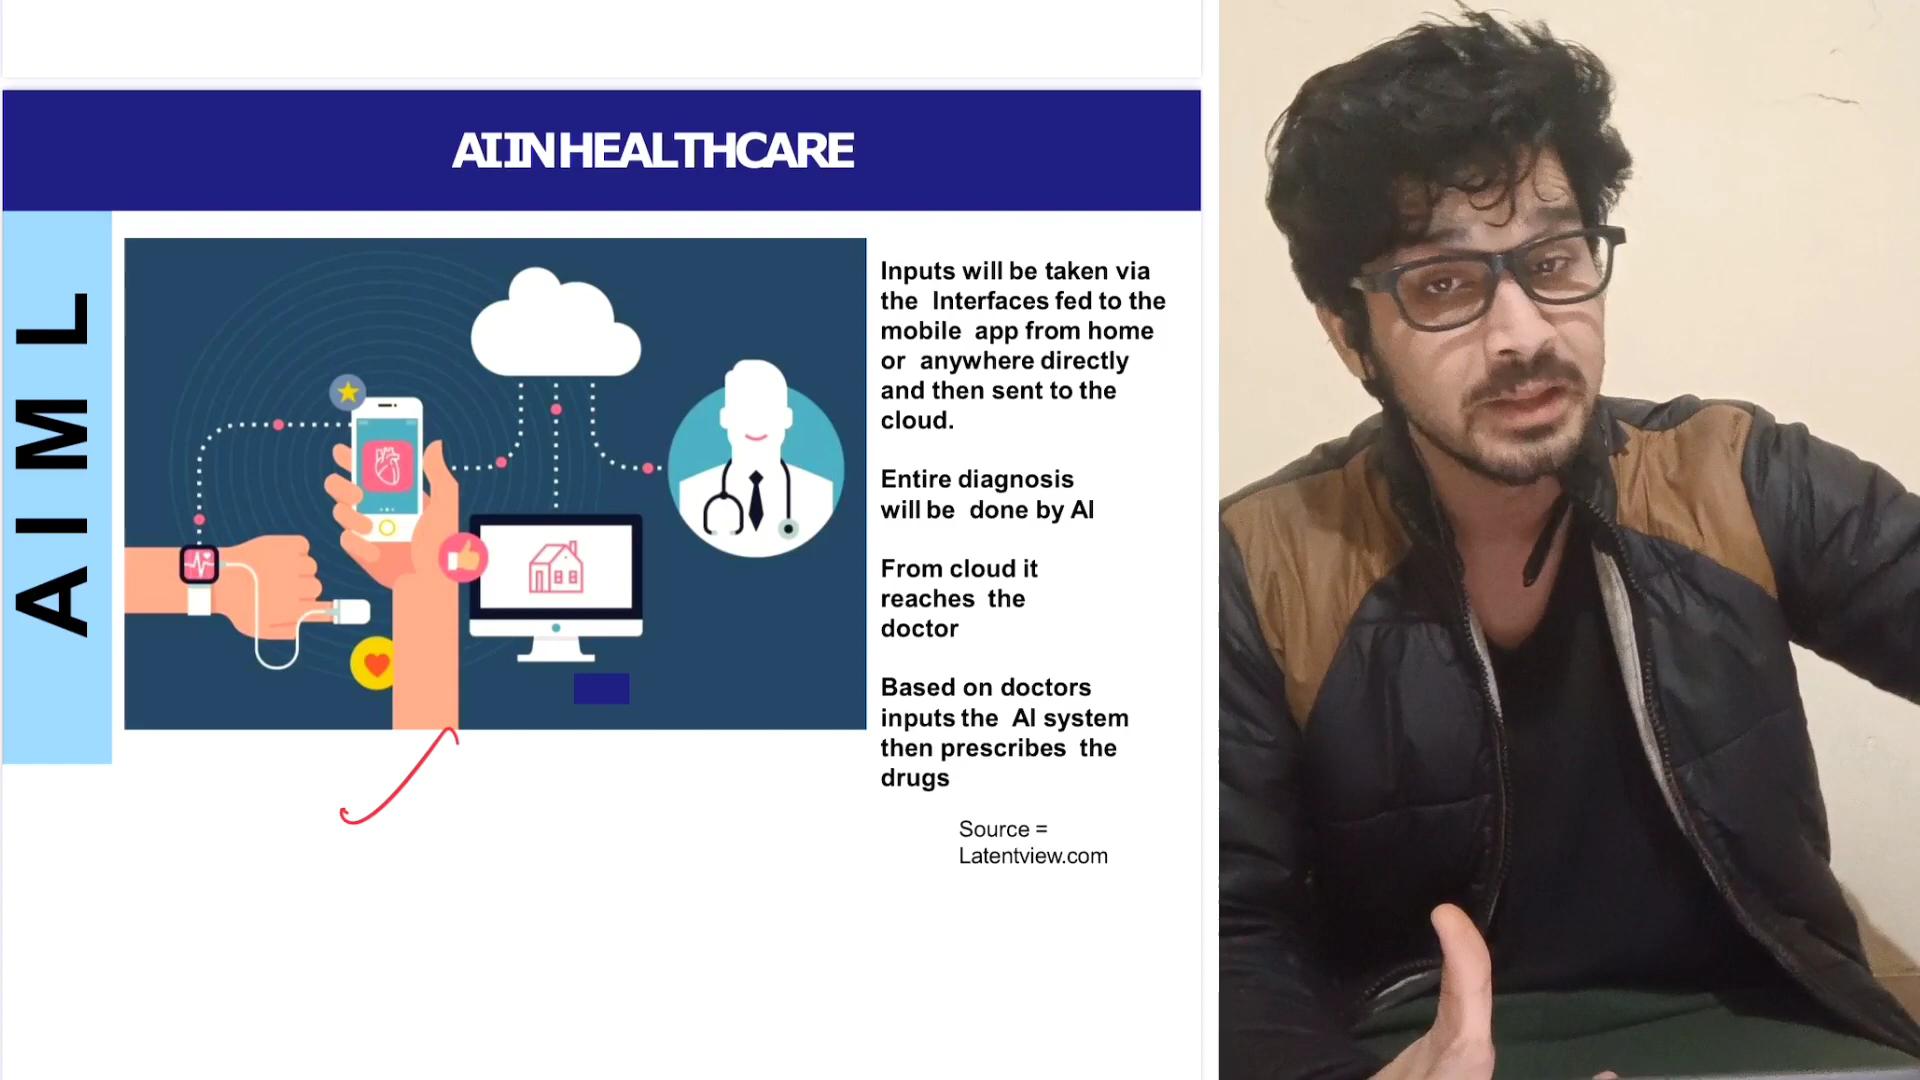 AI IN HEALTHCARE
AIML
Inputs will be taken via
the Interfaces fed to the
mobile app from home
or anywhere directly
and then sent to the
cloud.
Entire diagnosis
will be done by AI
From cloud it
reaches the
doctor
Based on doctors
inputs the AI system
then prescribes the
drugs
Source =
Latentview.com